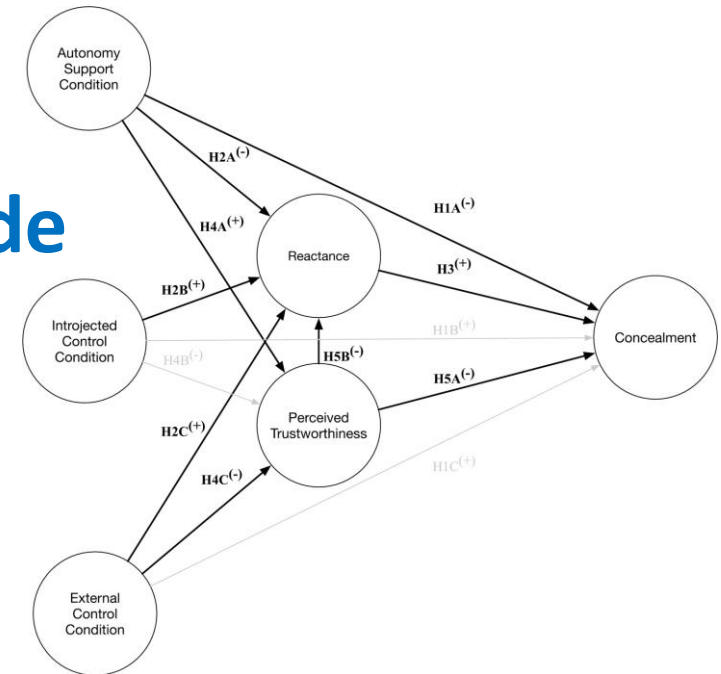 Autonomy
Support
Condition
H2A(-)
de
H4A(+)
H1A(-)
Reactance
H3(+)
H2B(+)
Introjected
Control
Condition
H1B(+)
Concealment
H4B(-)
H5B(-)
H5A(-)
Perceived
Trustworthiness
H2C(+)
H4C(-)
H1C(+)
External
Control
Condition